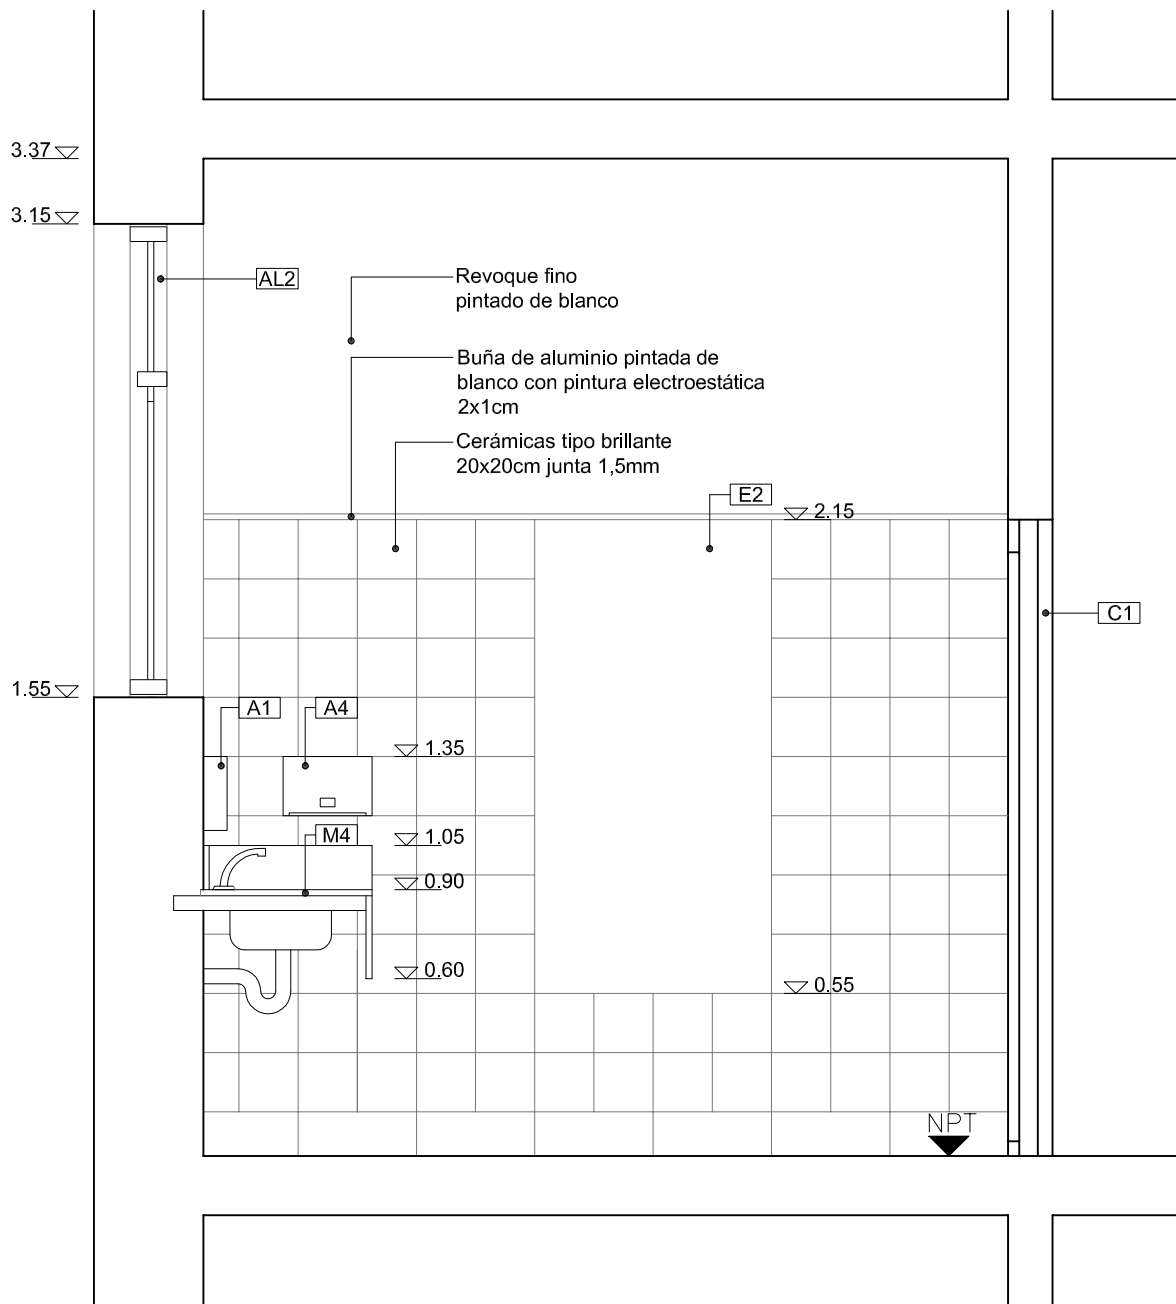 3.37
3.15
AL2
Revoque fino
pintado de blanco
Buña de aluminio pintada de
blanco con pintura electroestática
2x1cm
Cerámicas tipo brillante
20x20cm junta 1,5mm
E2
2.15
C1
1.55
A1
A4
1.35
M4
1.05
0.90
0.60
0.55
NPT